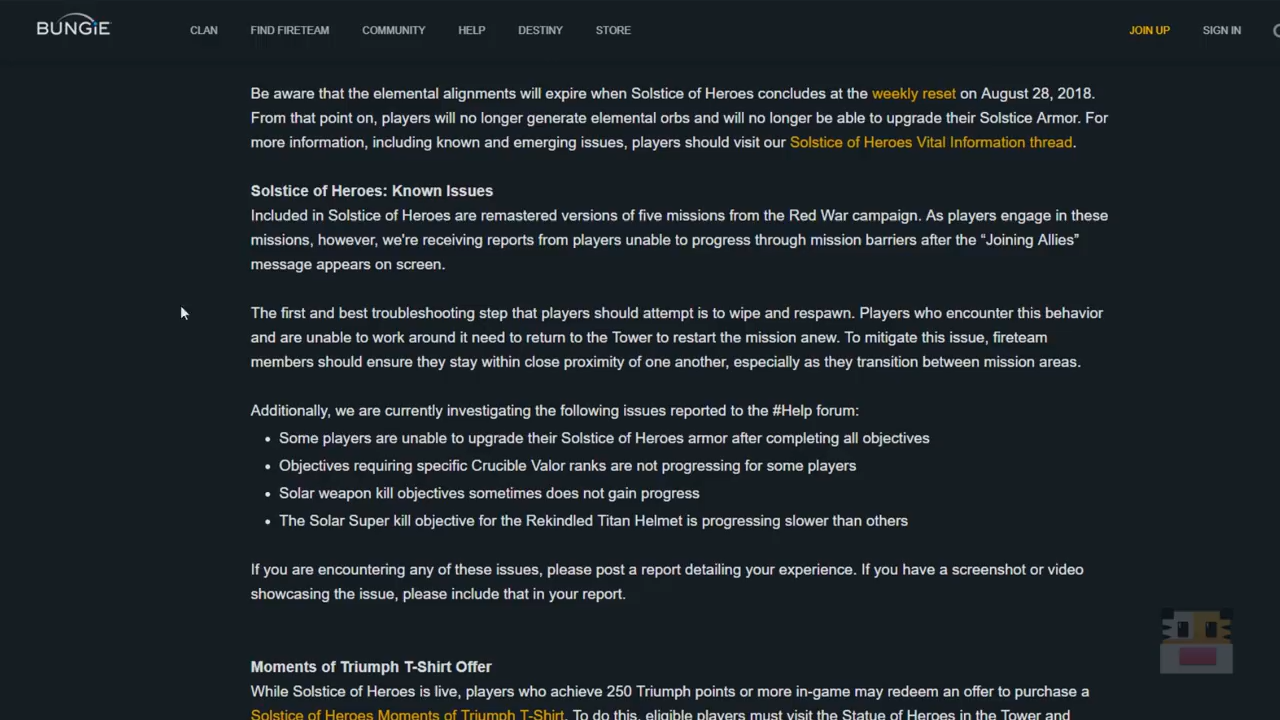 BUNGiE CLAN FIND FIRETEAM COMMUNITY HELP DESTINY STORE JOIN UP SIGN IN
Be aware that the elemental alignments will expire when Solstice of Heroes concludes at the weekly reset on August 28, 2018.
From that point on, players will no longer generate elemental orbs and will no longer be able to upgrade their Solstice Armor. For
more information, including known and emerging issues, players should visit our Solstice of Heroes Vital Information thread.
Solstice of Heroes: Known Issues
Included in Solstice of Heroes are remastered versions of five missions from the Red War campaign. As players engage in these
missions, however, we're receiving reports from players unable to progress through mission barriers after the “Joining Allies”
message appears on screen.
The first and best troubleshooting step that players should attempt is to wipe and respawn. Players who encounter this behavior
and are unable to work around it need to return to the Tower to restart the mission anew. To mitigate this issue, fireteam
members should ensure they stay within close proximity of one another, especially as they transition between mission areas.
Additionally, we are currently investigating the following issues reported to the #Help forum:
• Some players are unable to upgrade their Solstice of Heroes armor after completing all objectives
• Objectives requiring specific Crucible Valor ranks are not progressing for some players
• Solar weapon kill objectives sometimes does not gain progress
• The Solar Super kill objective for the Rekindled Titan Helmet is progressing slower than others
If you are encountering any of these issues, please post a report detailing your experience. If you have a screenshot or video
showcasing the issue, please include that in your report.
Moments of Triumph T-Shirt Offer
While Solstice of Heroes is live, players who achieve 250 Triumph points or more in-game may redeem an offer to purchase a
Solstice of Heroes Moments of Triumph T-Shirt. To do this, eligible players must visit the Statue of Heroes in the Tower and